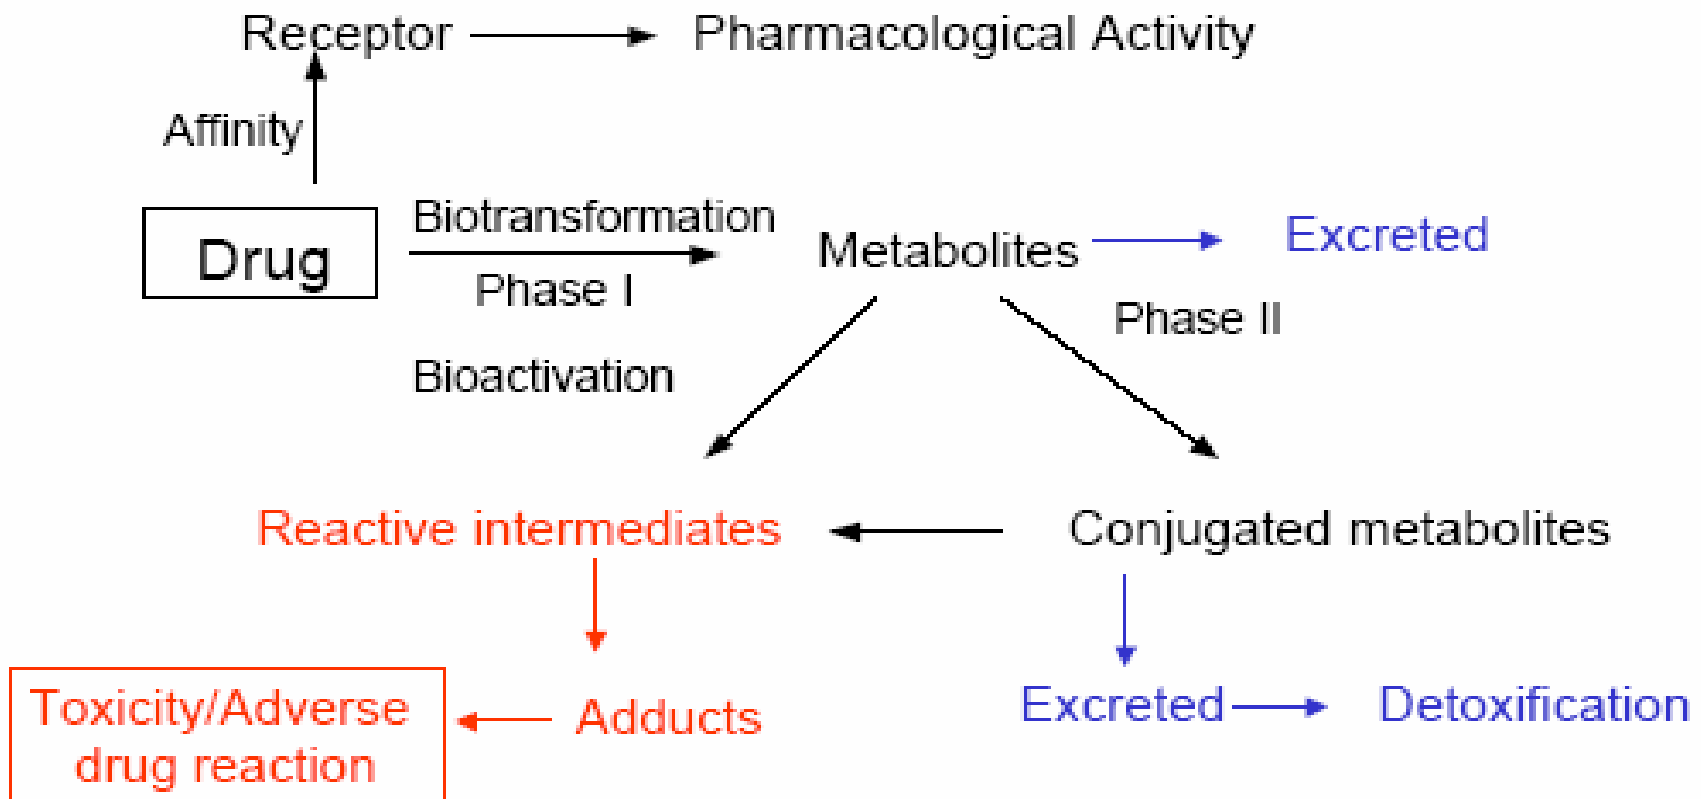 Receptor
Pharmacological Activity
Affinity
Biotransformation
Drug
Metabolites
Excreted
Phase I
Phase II
Bioactivation
Reactive intermediates
Conjugated metabolites
Toxicity/Adverse
drug reaction
Adducts
Excreted
Detoxification